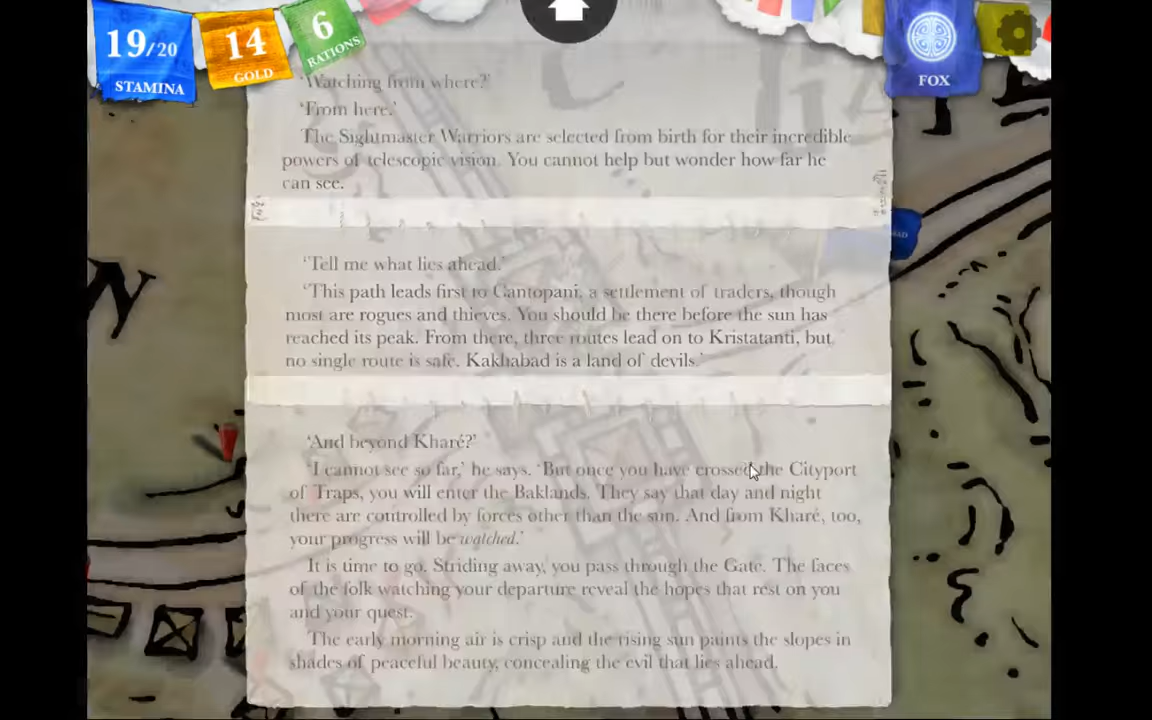 19/20
STAMINA
14
GOLD
6
RATIONS
FOX
'Watching from where?'
'From here.'
The Sightmaster Warriors are selected from birth for their incredible
powers of telescopic vision. You cannot help but wonder how far he
can see.
'Tell me what lies ahead.'
'This path leads first to Cantopani, a settlement of traders, though
most are rogues and thieves. You should be there before the sun has
reached its peak. From there, three routes lead on to Kristatanti, but
no single route is safe. Kakhabad is a land of devils.'
'And beyond Kharé?'
'I cannot see so far,' he says. 'But once you have crossed the Cityport
of Traps, you will enter the Baklands. They say that day and night
there are controlled by forces other than the sun. And from Kharé, too,
your progress will be watched.'
It is time to go. Striding away, you pass through the Gate. The faces
of the folk watching your departure reveal the hopes that rest on you
and your quest.
The early morning air is crisp and the rising sun paints the slopes in
shades of peaceful beauty, concealing the evil that lies ahead.